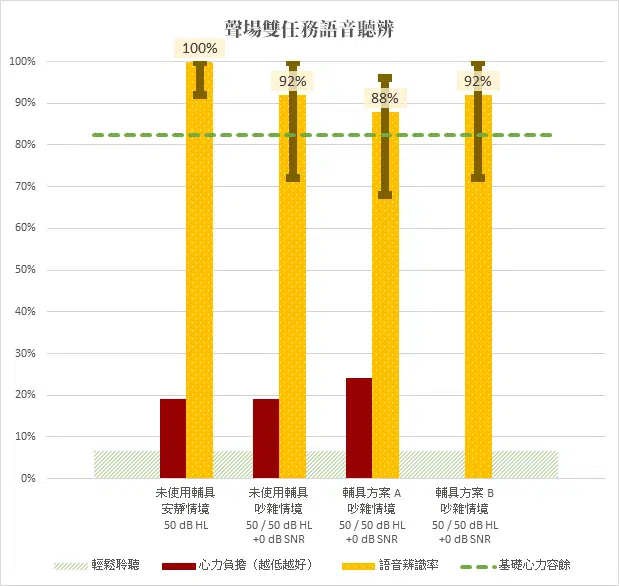 聲場雙任務語音聽辨
100%
92%
88%
92%
100%
90%
80%
70%
60%
50%
40%
30%
20%
10%
0%
未使用輔具
安靜情境
50 dB HL
未使用輔具
吵雜情境
50 / 50 dB HL
+0 dB SNR
輔具方案 A
吵雜情境
50 / 50 dB HL
+0 dB SNR
輔具方案 B
吵雜情境
50 / 50 dB HL
+0 dB SNR
輕鬆聆聽
心力負擔（越低越好）
語音辨識率
基礎心力容餘